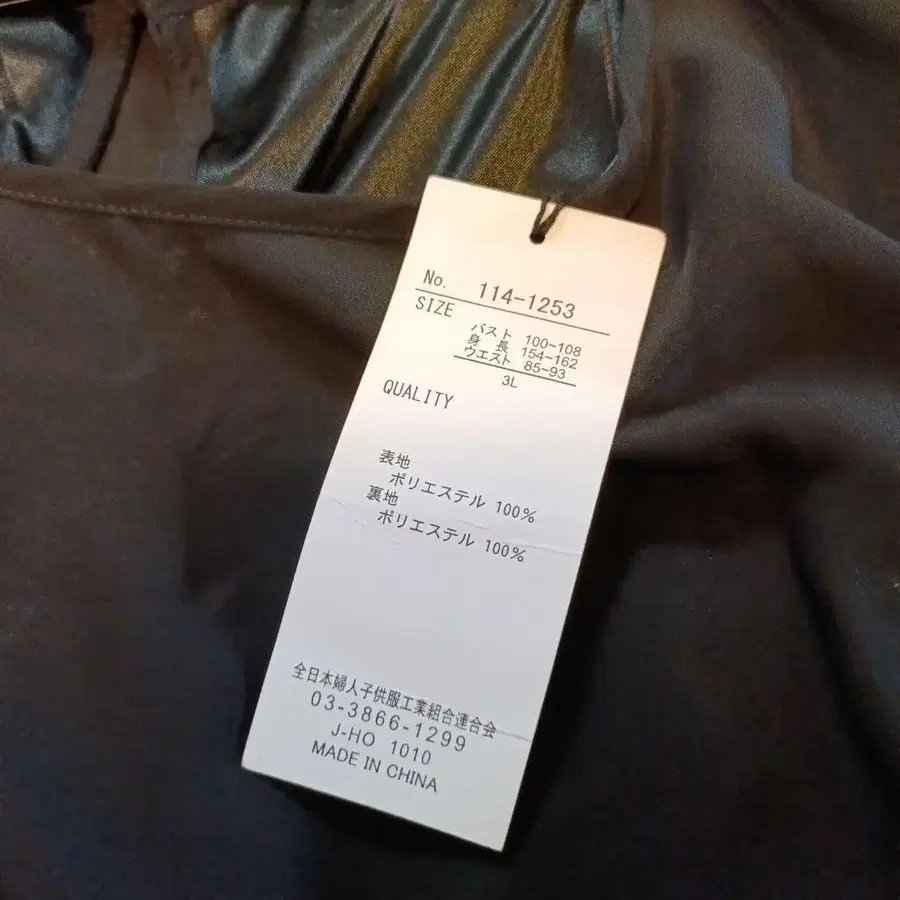 No. 114-1253
SIZE
バスト 100~108
身長 154~162
ウエスト 85~93
3L
QUALITY
表地
ポリエステル 100%
裏地
ポリエステル 100%
全日本婦人子供服工業組合連合会
03-3866-1299
J-HO 1010
MADE IN CHINA